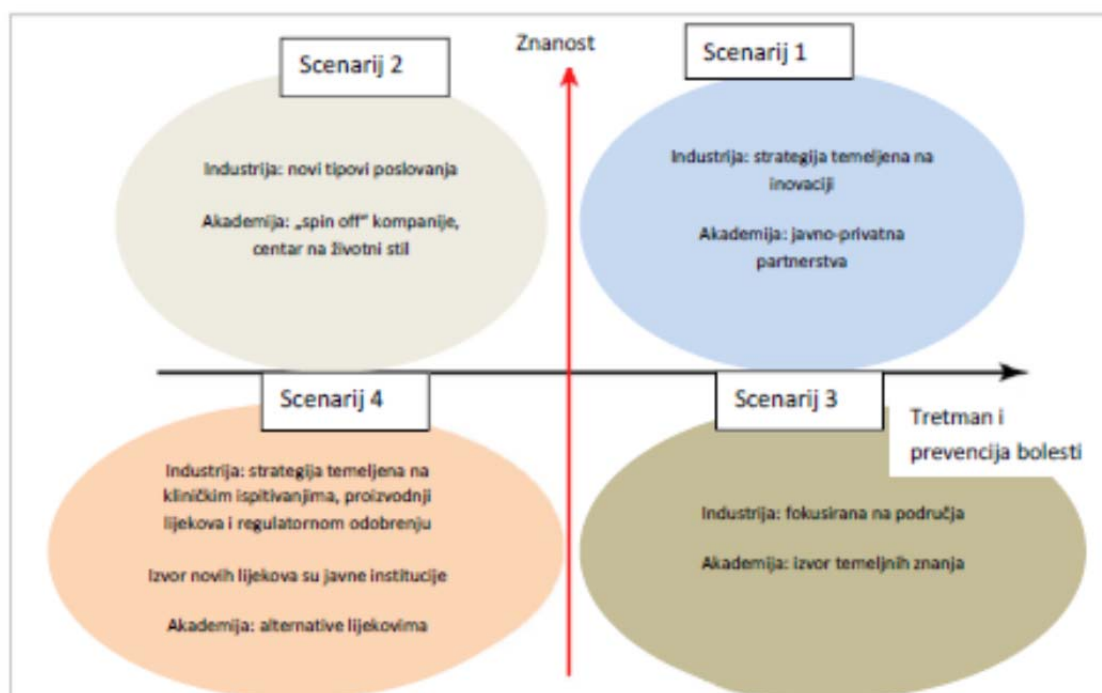 Znanost
Scenarij 2
Industrija: novi tipovi poslovanja
Akademija: „spin off" kompanije,
centar na životni stil
Scenarij 1
Industrija: strategija temeljena na
inovaciji
Akademija: javno-privatna
partnerstva
Scenarij 4
Industrija: strategija temeljena na
kliničkim ispitivanjima, proizvodnji
lijekova i regulatornom odobrenju
Izvor novih lijekova su javne institucije
Akademija: alternative lijekovima
Scenarij 3
Tretman i
prevencija bolesti
Industrija: fokusirana na područja
Akademija: izvor temeljnih znanja